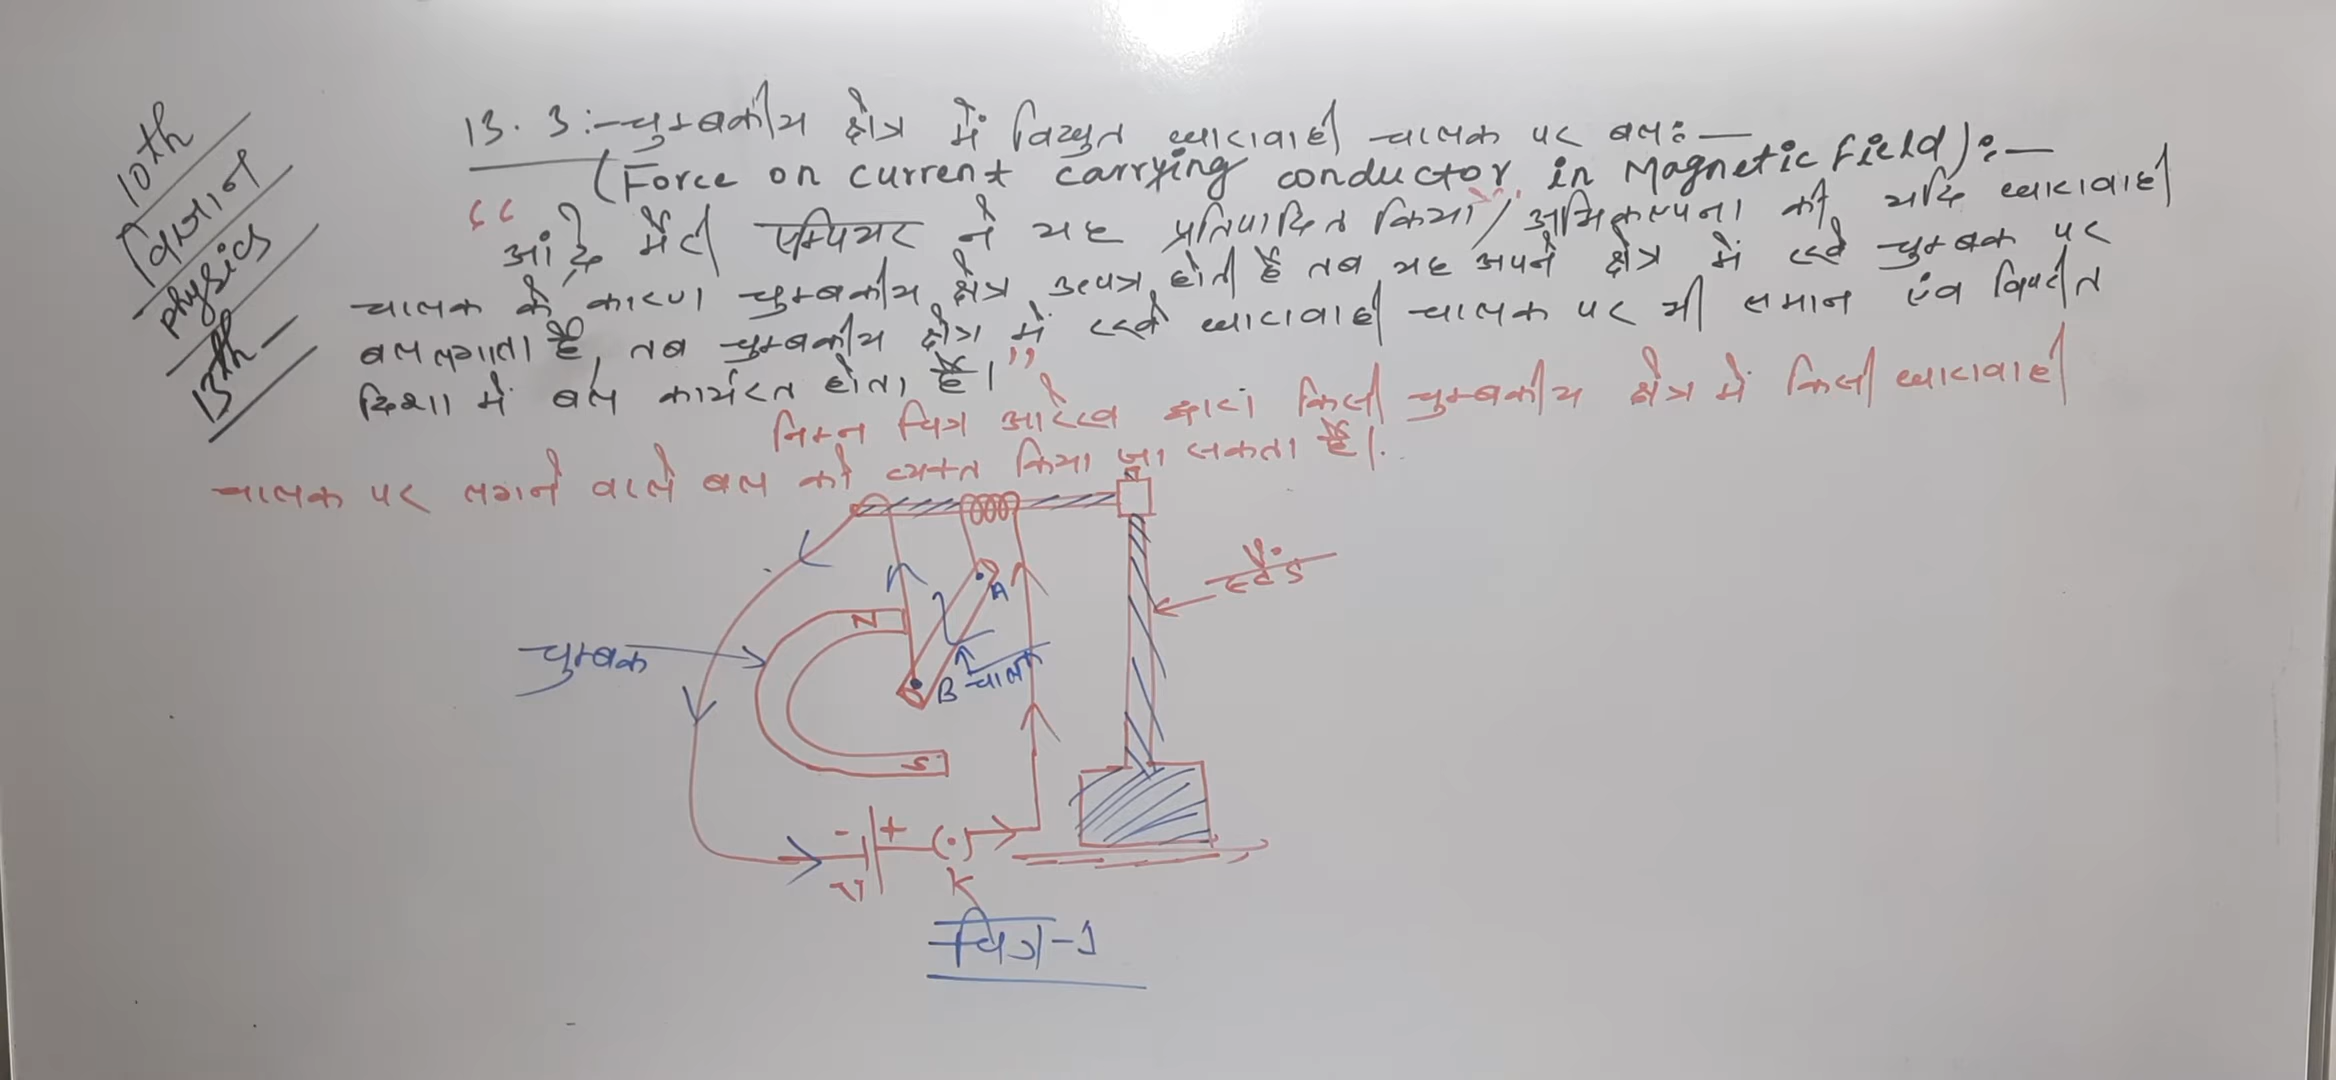 10th
विज्ञान
physics
13th-
13.3:- चुम्बकीय क्षेत्र में विद्युत धारावाही चालक पर बल:—
(Force on current carrying conductor in Magnetic Field):—
“आंद्रे मैरी एम्पियर ने यह प्रतिपादित किया/अभिकल्पना की, यदि धारावाही
चालक के कारण चुम्बकीय क्षेत्र उत्पन्न होती है तब यह अपने क्षेत्र में रखे चुम्बक पर
बल लगाता है, तब चुम्बकीय क्षेत्र में रखे धारावाही चालक पर भी समान एंव विपरीत
दिशा में बल कार्यरत होता है।”
निम्न चित्र आरेख द्वारा किसी चुम्बकीय क्षेत्र में किसी धारावाही
चालक पर लगने वाले बल को व्यक्त किया जा सकता है।
स्टैंड
A
N
चुम्बक
B चालक
S
- +
K
चित्र-1